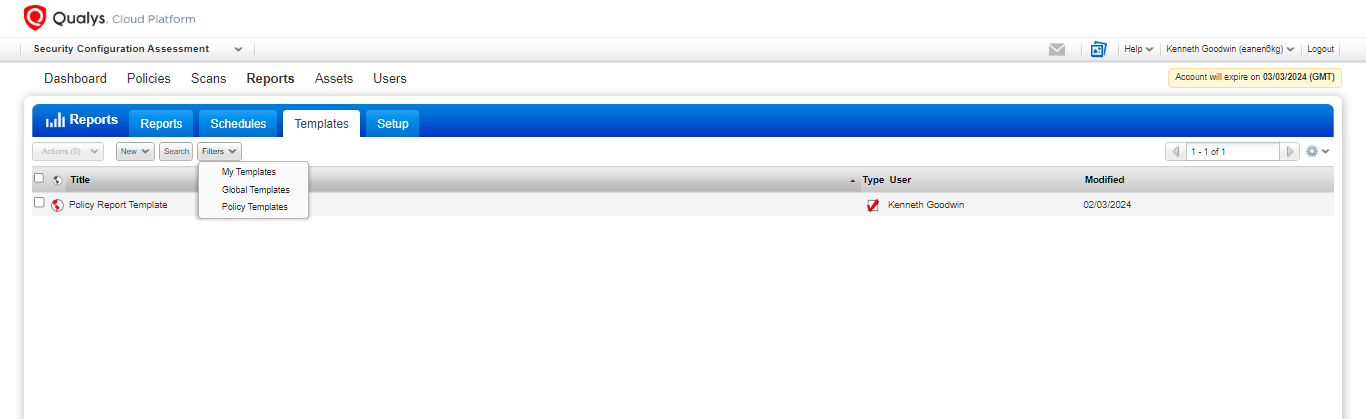 Qualys. Cloud Platform
Security Configuration Assessment
Help
Kenneth Goodwin (eanen6kg)
Logout
Dashboard Policies Scans Reports Assets Users
Account will expire on 03/03/2024 (GMT)
Reports Reports Schedules Templates Setup
Actions (0) New Search Filters 1 - 1 of 1
My Templates
Global Templates
Policy Templates
Title Type User Modified
Policy Report Template Kenneth Goodwin 02/03/2024